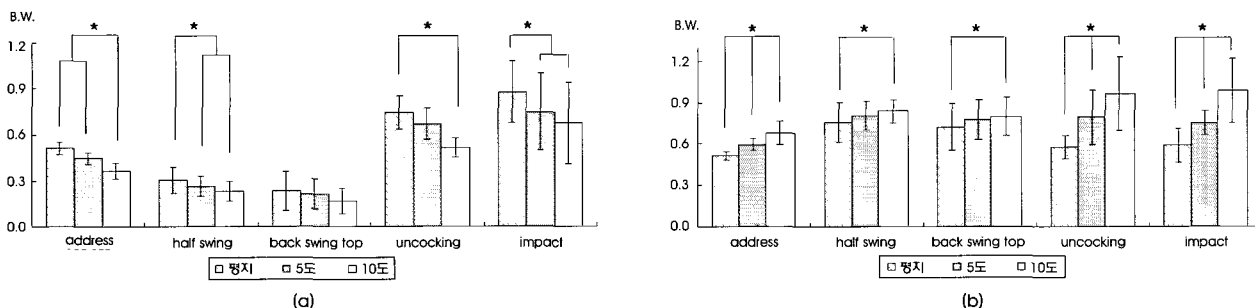 B.W.
1.2
0.9
0.6
0.3
0.0
* * * *
address half swing back swing top uncocking impact
평지 5도 10도
(a)
B.W.
1.2
0.9
0.6
0.3
0.0
* * * * *
address half swing back swing top uncocking impact
평지 5도 10도
(b)